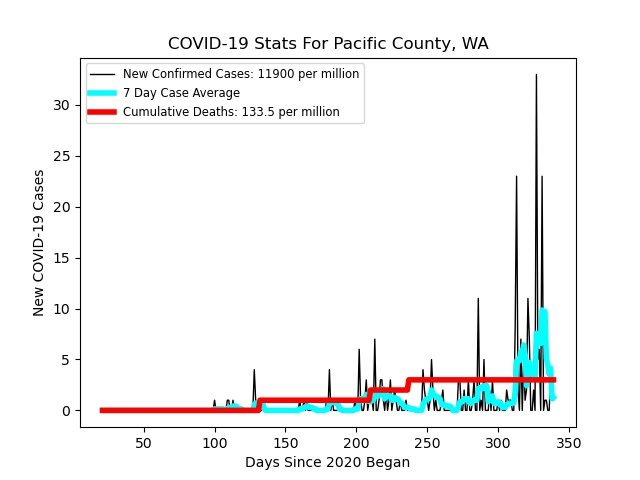 COVID-19 Stats For Pacific County, WA
New Confirmed Cases: 11900 per million
7 Day Case Average
Cumulative Deaths: 133.5 per million
New COVID-19 Cases
30
25
20
15
10
5
0
50 100 150 200 250 300 350
Days Since 2020 Began